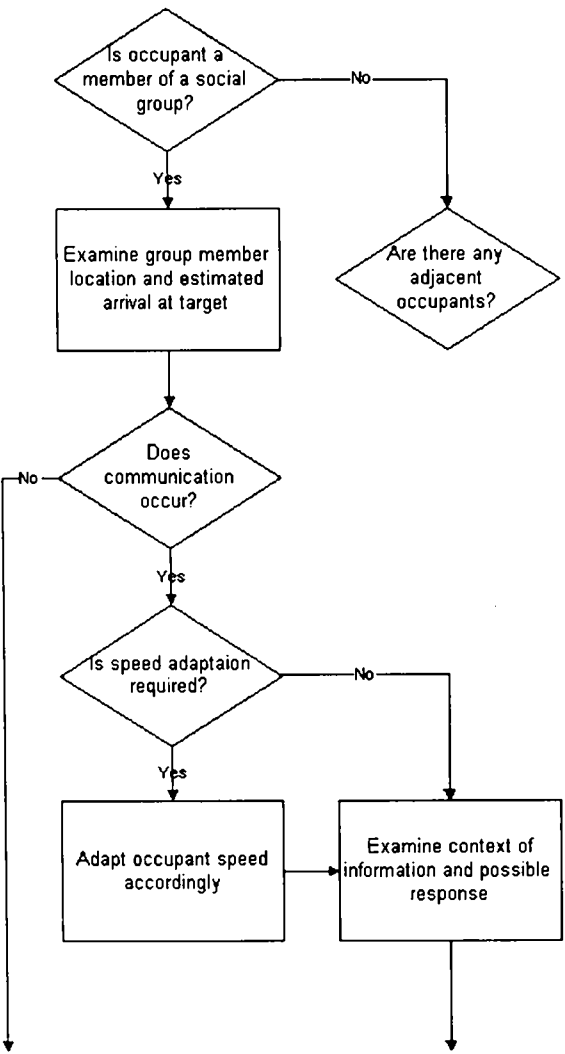 Is occupant a
member of a social
group?
No
Yes
Examine group member
location and estimated
arrival at target
Are there any
adjacent
occupants?
Does
communication
occur?
No
Yes
Is speed adaptaion
required?
No
Yes
Adapt occupant speed
accordingly
Examine context of
information and possible
response